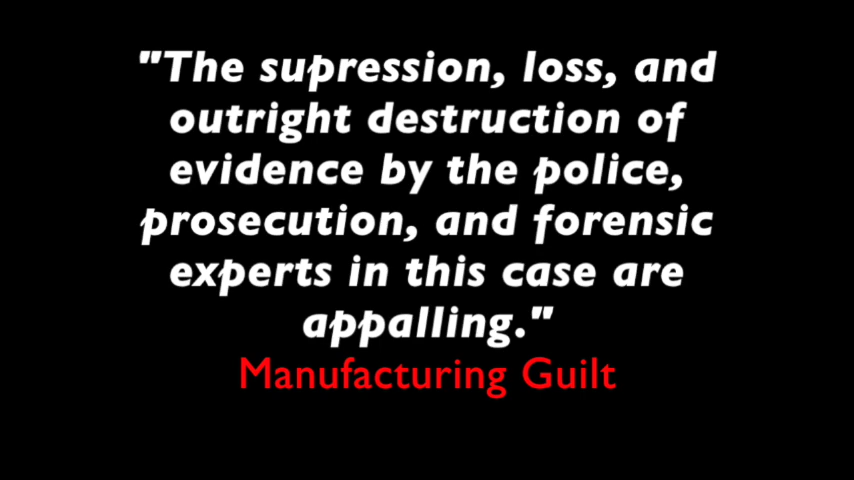 "The supression, loss, and
outright destruction of
evidence by the police,
prosecution, and forensic
experts in this case are
appalling."
Manufacturing Guilt